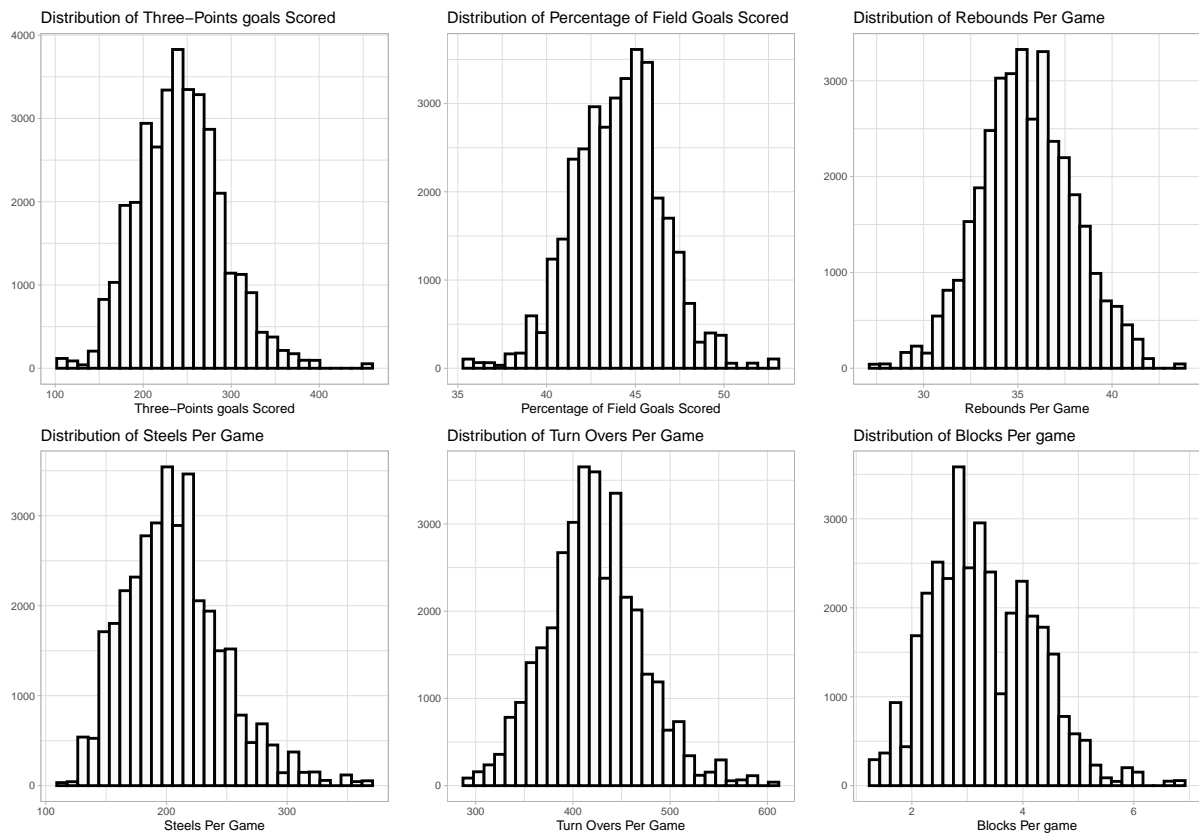 Distribution of Three−Points goals Scored
4000
3000
2000
1000
0
100 200 300 400
Three−Points goals Scored
Distribution of Percentage of Field Goals Scored
3000
2000
1000
0
35 40 45 50
Percentage of Field Goals Scored
Distribution of Rebounds Per Game
3000
2000
1000
0
30 35 40
Rebounds Per Game
Distribution of Steels Per Game
3000
2000
1000
0
100 200 300
Steels Per Game
Distribution of Turn Overs Per Game
3000
2000
1000
0
300 400 500 600
Turn Overs Per Game
Distribution of Blocks Per game
3000
2000
1000
0
2 4 6
Blocks Per game